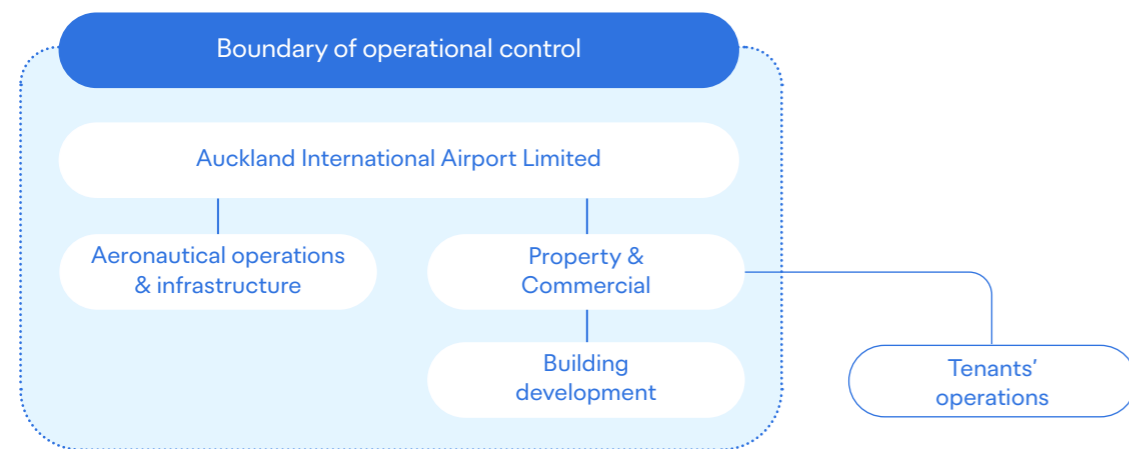 Boundary of operational control
Auckland International Airport Limited
Aeronautical operations
& infrastructure
Property &
Commercial
Building
development
Tenants’
operations